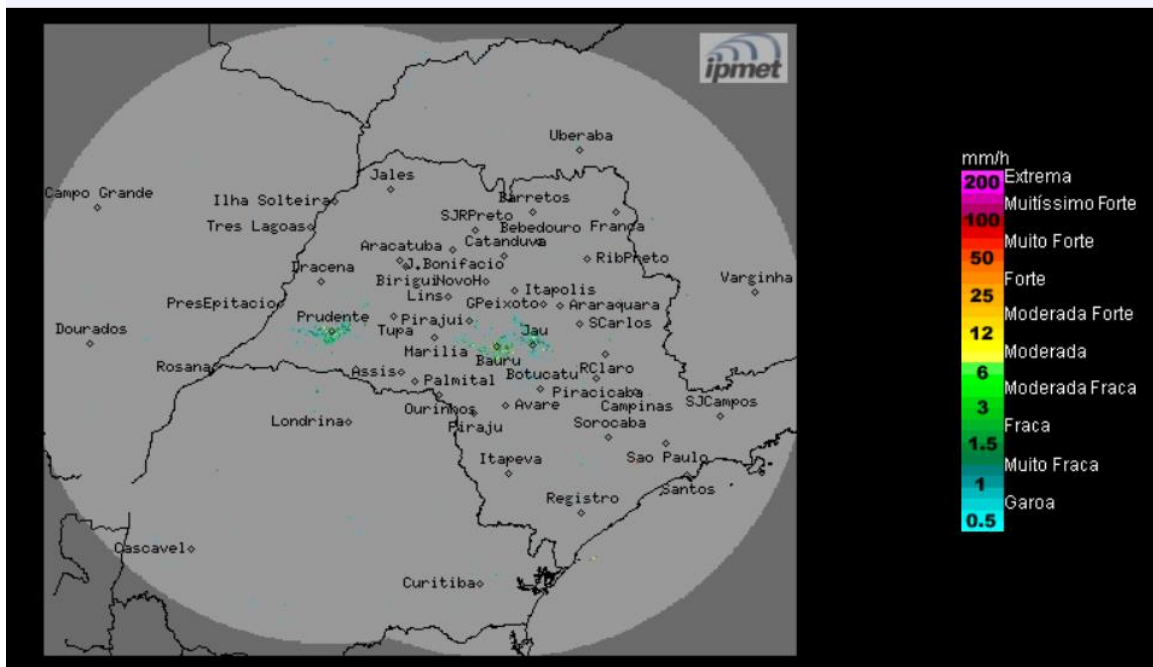 ipmet
Uberaba
Jales
Campo Grande
Ilha Solteira
Barretos
SJRPreto
Tres Lagoas
Bebedouro
Franca
Aracatuba
Catanduva
J.Bonifacio
RibPreto
Dracena
Birigui
NovoH
Varginha
Itapolis
Lins
PresEpitacio
GPeixoto
Araraquara
Prudente
Pirajui
SCarlos
Dourados
Tupa
Jau
Marilia
Bauru
Rosana
Assis
Botucatu
RClaro
Palmital
Piracicaba
Ourinhos
Avare
Campinas
SJCampos
Londrina
Piraju
Sorocaba
Itapeva
Sao Paulo
Santos
Registro
Cascavel
Curitiba
mm/h
200 Extrema
Muitíssimo Forte
100
Muito Forte
50
Forte
25
Moderada Forte
12
Moderada
6
Moderada Fraca
3
Fraca
1.5
Muito Fraca
1
Garoa
0.5